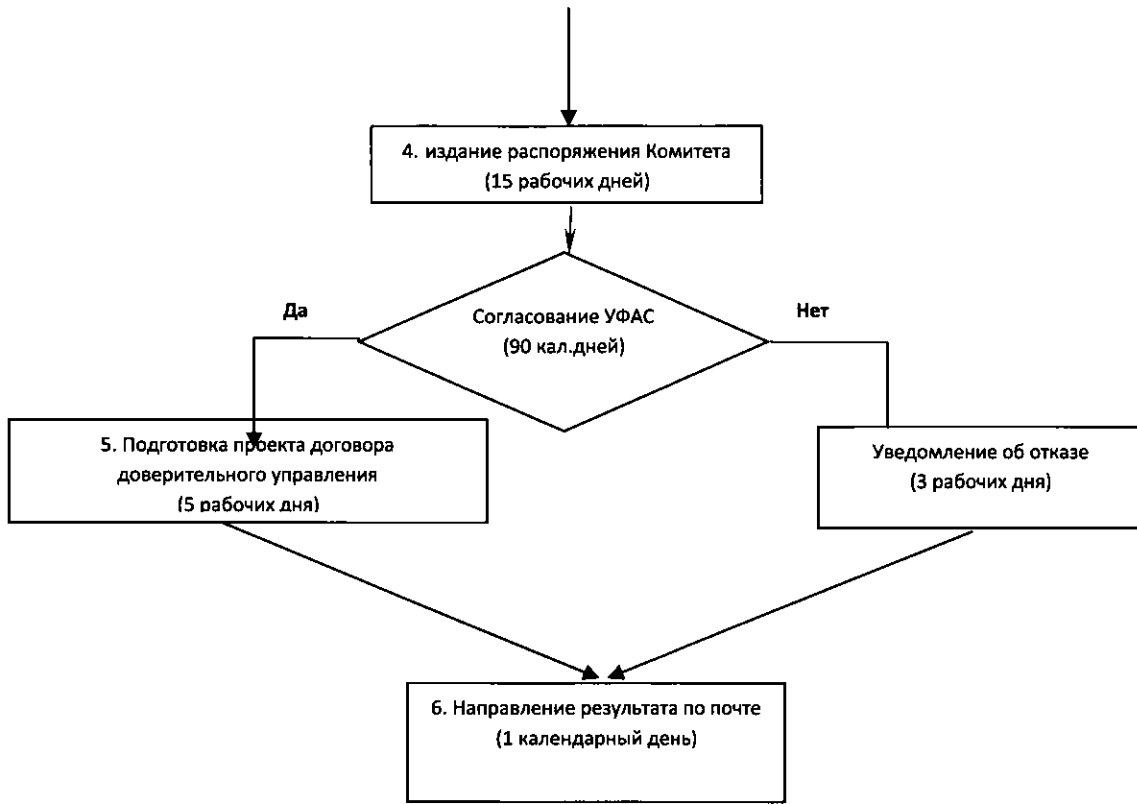 4. издание распоряжения Комитета
(15 рабочих дней)
Согласование УФАС
(90 кал.дней)
Да
Нет
5. Подготовка проекта договора
доверительного управления
(5 рабочих дня)
Уведомление об отказе
(3 рабочих дня)
6. Направление результата по почте
(1 календарный день)